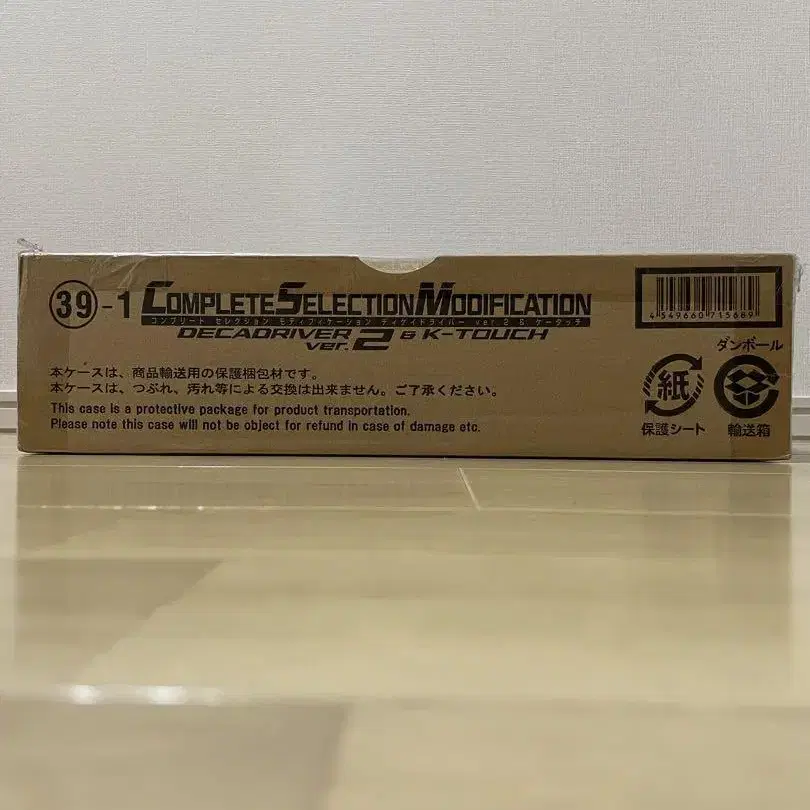 39-1 COMPLETE SELECTION MODIFICATION
コンプリート セレクション モディフィケーション ディケイドライバー ver.2 & ケータッチ
DECADRIVER ver.2 & K-TOUCH
4549660715689
本ケースは、商品輸送用の保護梱包材です。
本ケースは、つぶれ、汚れ等による交換は出来ません。ご了承ください。
This case is a protective package for product transportation.
Please note this case will not be object for refund in case of damage etc.
紙
保護シート
ダンボール
輸送箱